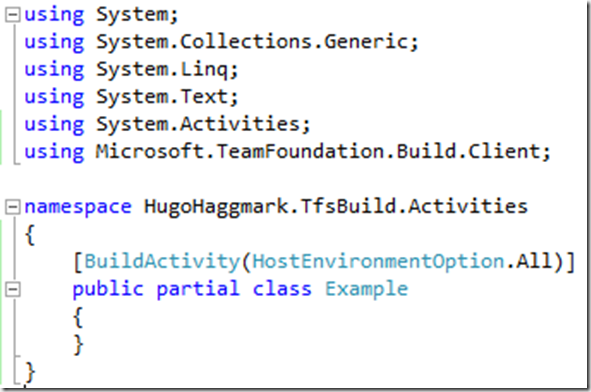 using System;
using System.Collections.Generic;
using System.Linq;
using System.Text;
using System.Activities;
using Microsoft.TeamFoundation.Build.Client;
namespace HugoHaggmark.TfsBuild.Activities
{
[BuildActivity(HostEnvironmentOption.All)]
public partial class Example
{
}
}